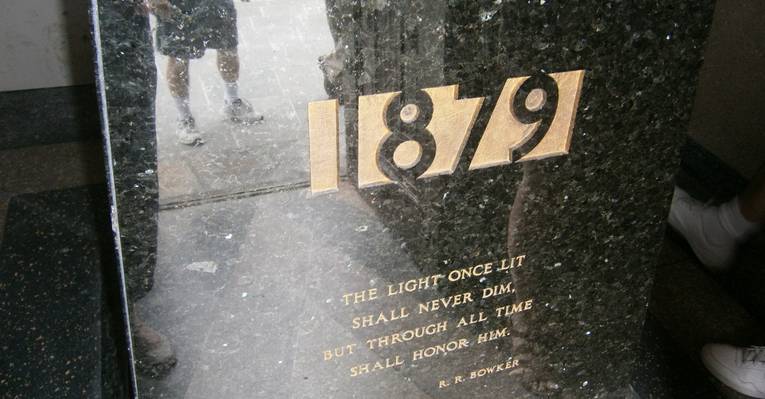 1879
THE LIGHT ONCE LIT
SHALL NEVER DIM,
BUT THROUGH ALL TIME
SHALL HONOR HIM.
R. R. BOWKER